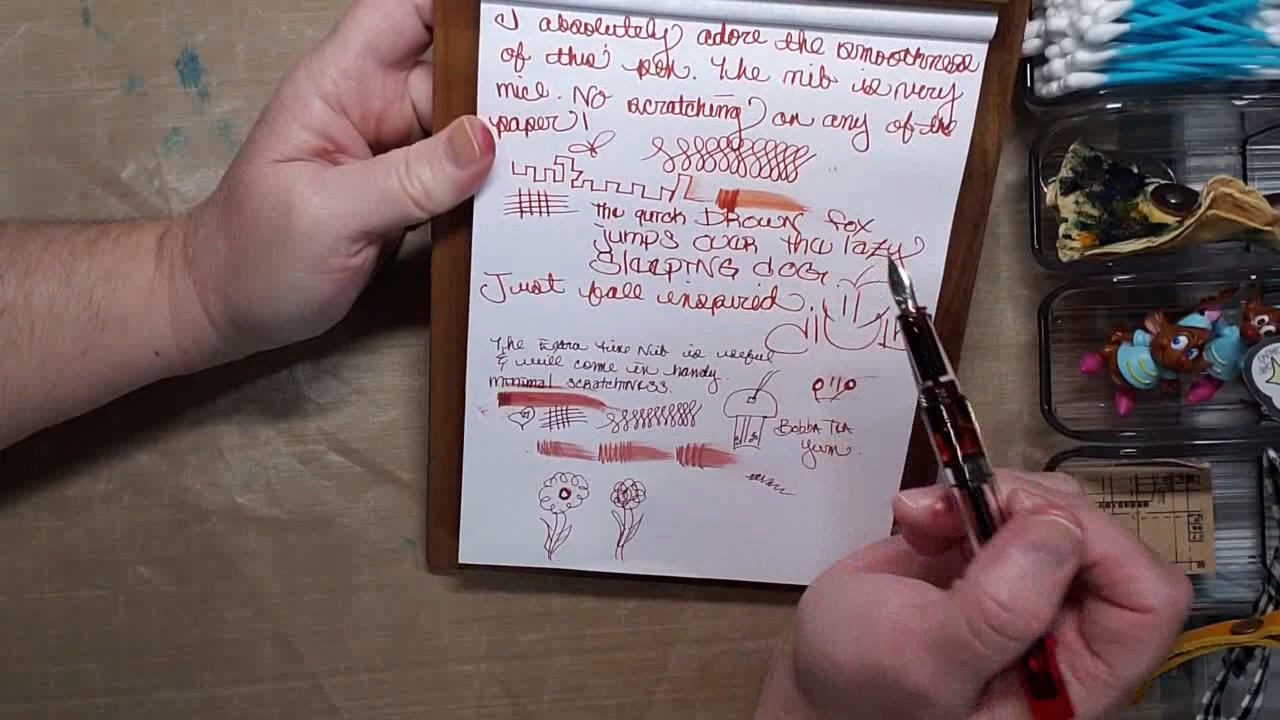 I absolutely adore the smoothness
of this pen. The nib is very
nice. No scratching on any of the
paper!
The quick BROWN fox
jumps over the lazy
Sleeping dog.
Just fall inspired.
The Extra Fine Nib is useful
& will come in handy.
minimal scratchiness.
Bobba Tea
Yum.